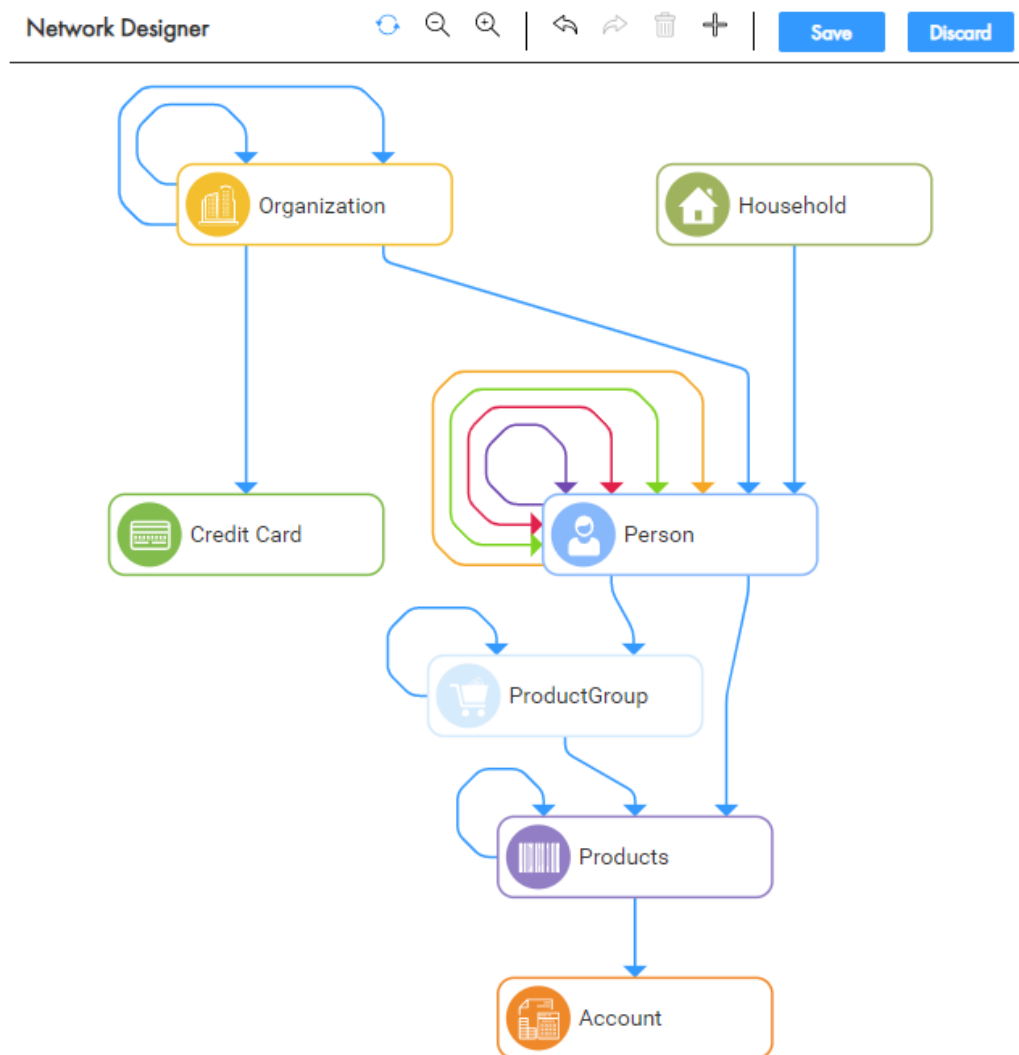 Network Designer
Save
Discard
Organization
Household
Credit Card
Person
ProductGroup
Products
Account